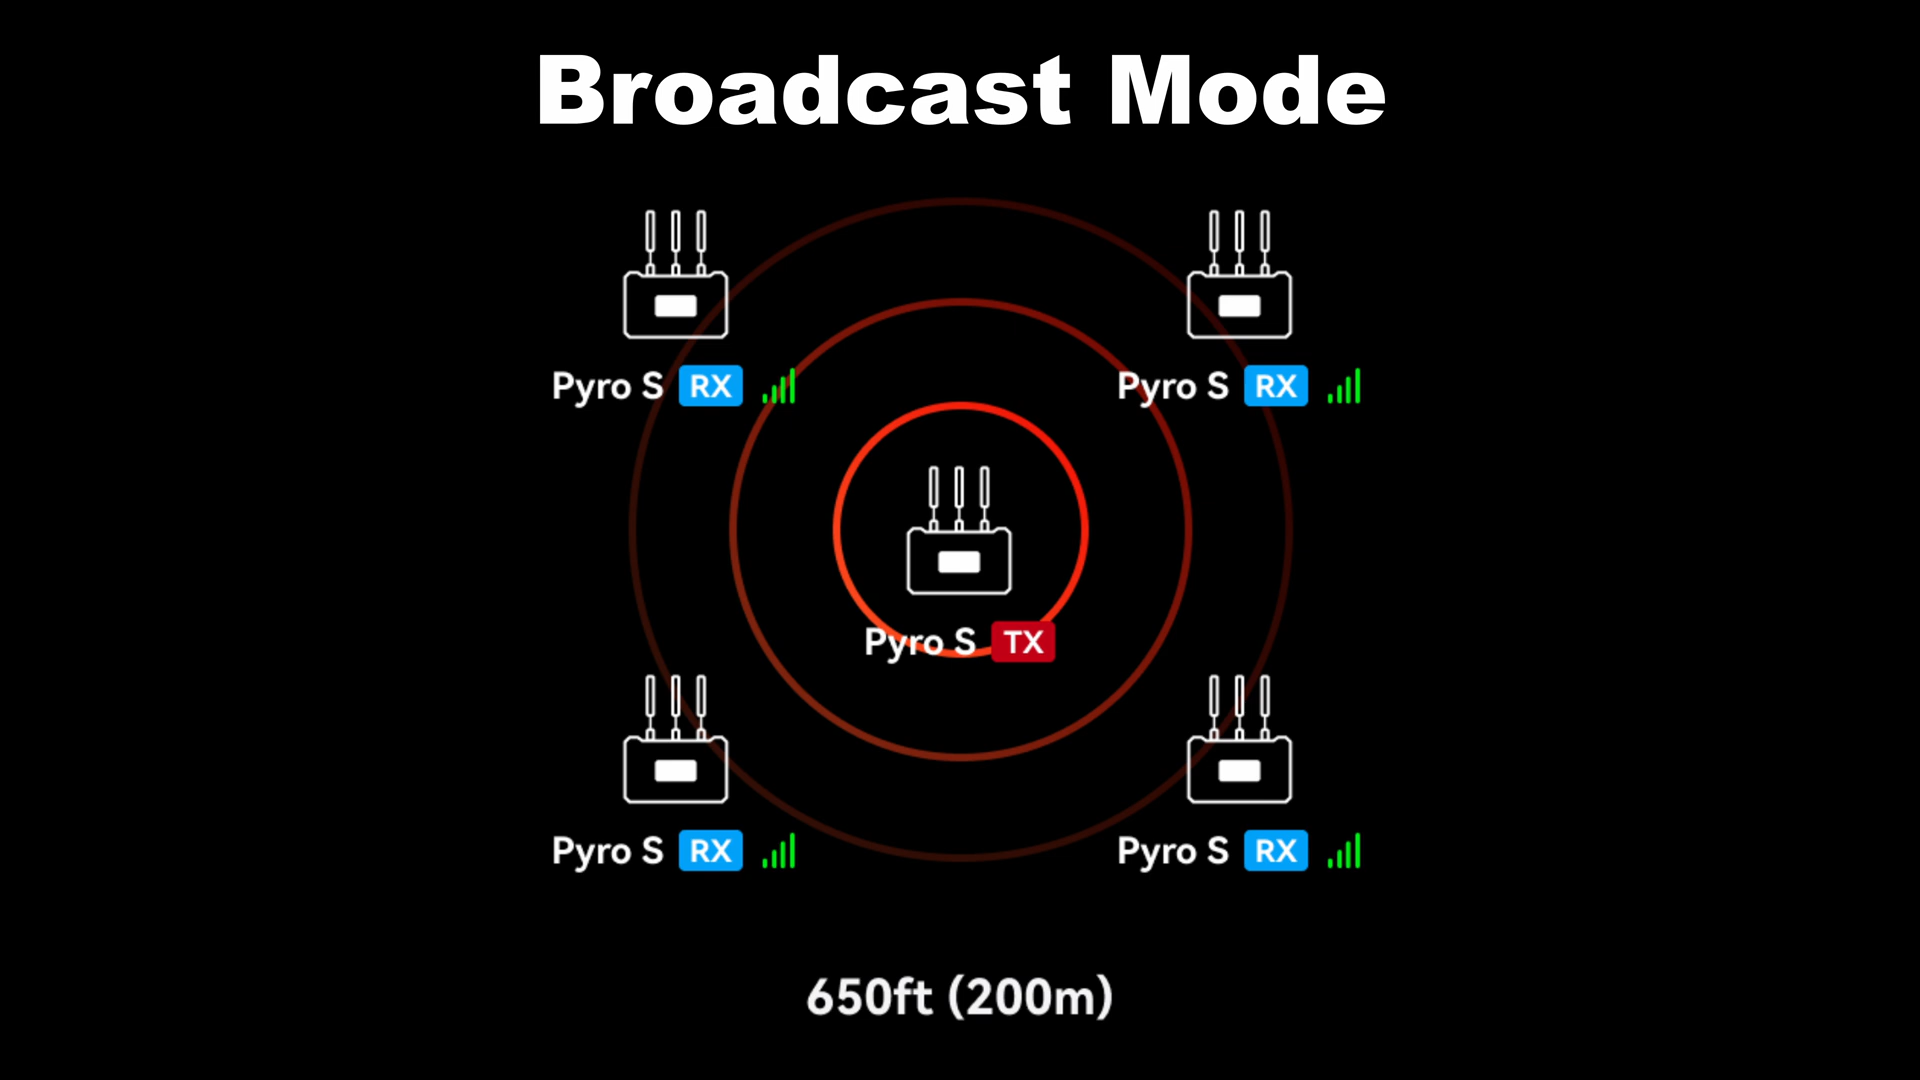 Broadcast Mode
Pyro S RX
Pyro S RX
Pyro S TX
Pyro S RX
Pyro S RX
650ft (200m)